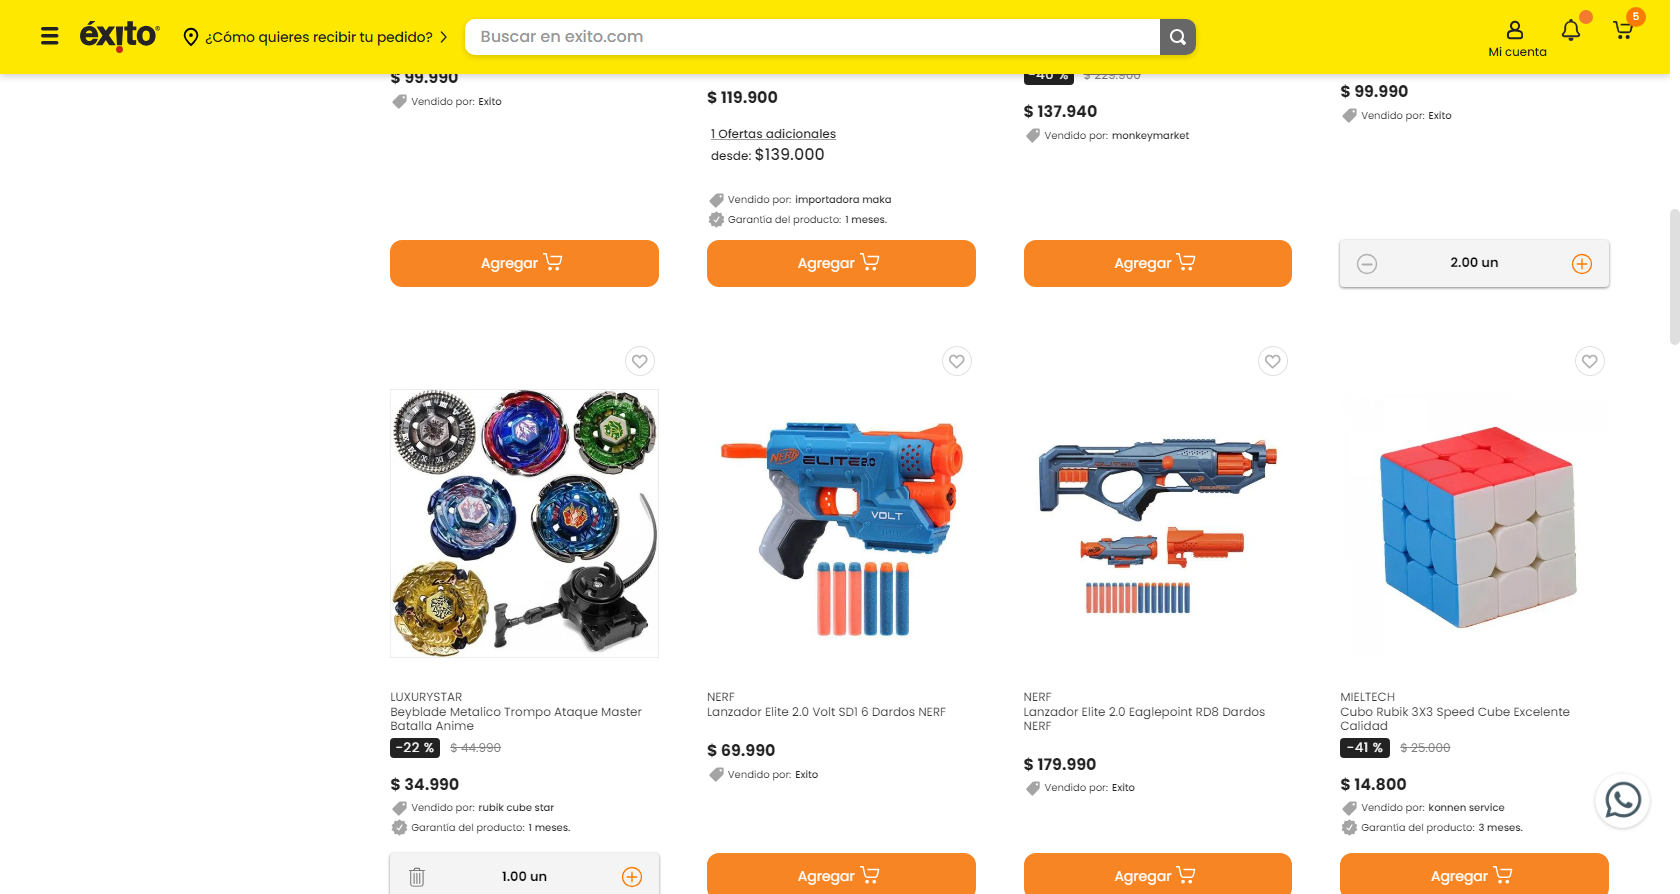 éxito
¿Cómo quieres recibir tu pedido?
Buscar en exito.com
Mi cuenta
5
$ 99.990
Vendido por: Exito
$ 119.900
1 Ofertas adicionales
desde: $139.000
Vendido por: importadora maka
Garantía del producto: 1 meses.
-40 % $ 229.900
$ 137.940
Vendido por: monkeymarket
$ 99.990
Vendido por: Exito
Agregar
Agregar
Agregar
2.00 un
NERF ELITE 2.0
VOLT
LUXURYSTAR
Beyblade Metalico Trompo Ataque Master
Batalla Anime
-22 % $ 44.990
$ 34.990
Vendido por: rubik cube star
Garantía del producto: 1 meses.
1.00 un
NERF
Lanzador Elite 2.0 Volt SD1 6 Dardos NERF
$ 69.990
Vendido por: Exito
Agregar
NERF
Lanzador Elite 2.0 Eaglepoint RD8 Dardos
NERF
$ 179.990
Vendido por: Exito
Agregar
MIELTECH
Cubo Rubik 3X3 Speed Cube Excelente
Calidad
-41 % $ 25.000
$ 14.800
Vendido por: konnen service
Garantía del producto: 3 meses.
Agregar